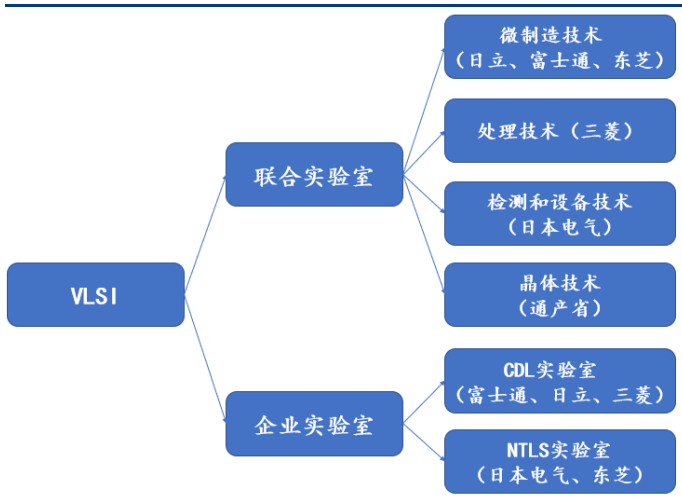 微制造技术
（日立、富士通、东芝）
处理技术（三菱）
联合实验室
检测和设备技术
（日本电气）
晶体技术
（通产省）
VLSI
CDL实验室
（富士通、日立、三菱）
企业实验室
NTLS实验室
（日本电气、东芝）